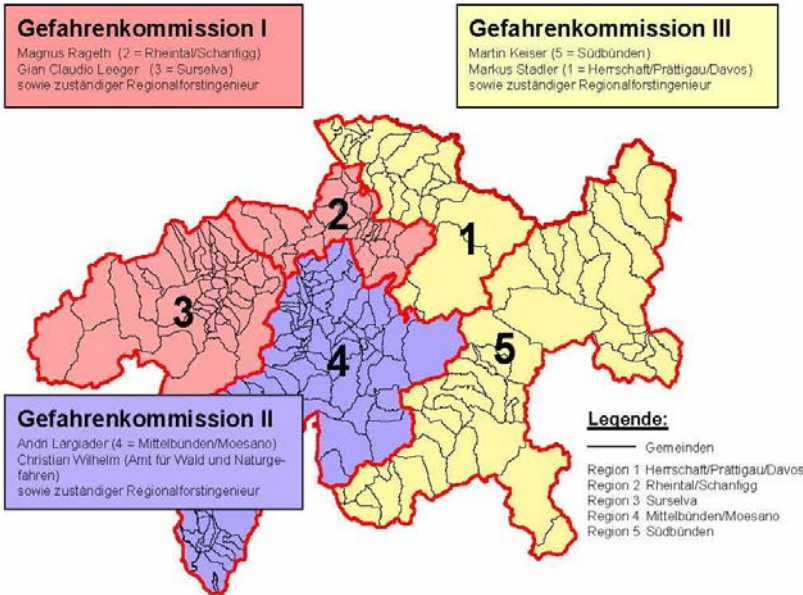 Gefahrenkommission I
Magnus Rageth (2 = Rheintal/Schanfigg)
Gian Claudio Leeger (3 = Surselva)
sowie zuständiger Regionalforstingenieur
Gefahrenkommission III
Martin Keiser (5 = Südbünden)
Markus Stadler (1 = Herrschaft/Prättigau/Davos)
sowie zuständiger Regionalforstingenieur
2
1
3
4
5
Gefahrenkommission II
Andri Largiader (4 = Mittelbünden/Moesano)
Christian Wilhelm (Amt für Wald und Naturge-
fahren)
sowie zuständiger Regionalforstingenieur
Legende:
Gemeinden
Region 1 Herrschaft/Prättigau/Davos
Region 2 Rheintal/Schanfigg
Region 3 Surselva
Region 4 Mittelbünden/Moesano
Region 5 Südbünden